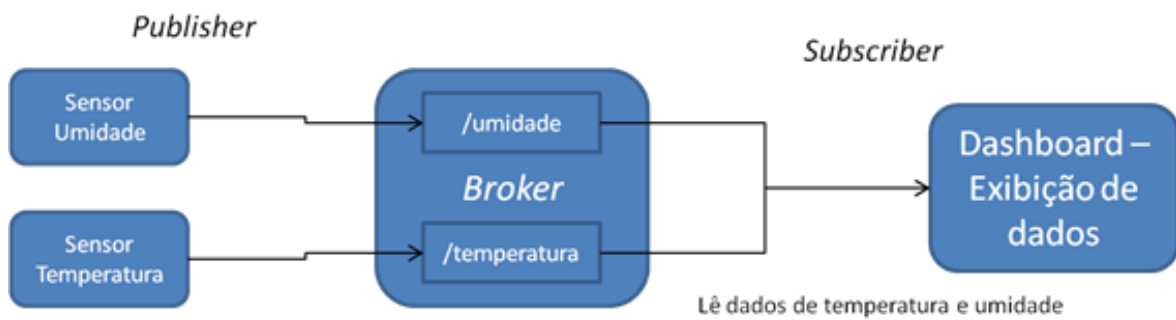 Publisher
Subscriber
Sensor
Umidade
/umidade
Broker
Sensor
Temperatura
/temperatura
Dashboard –
Exibição de
dados
Lê dados de temperatura e umidade